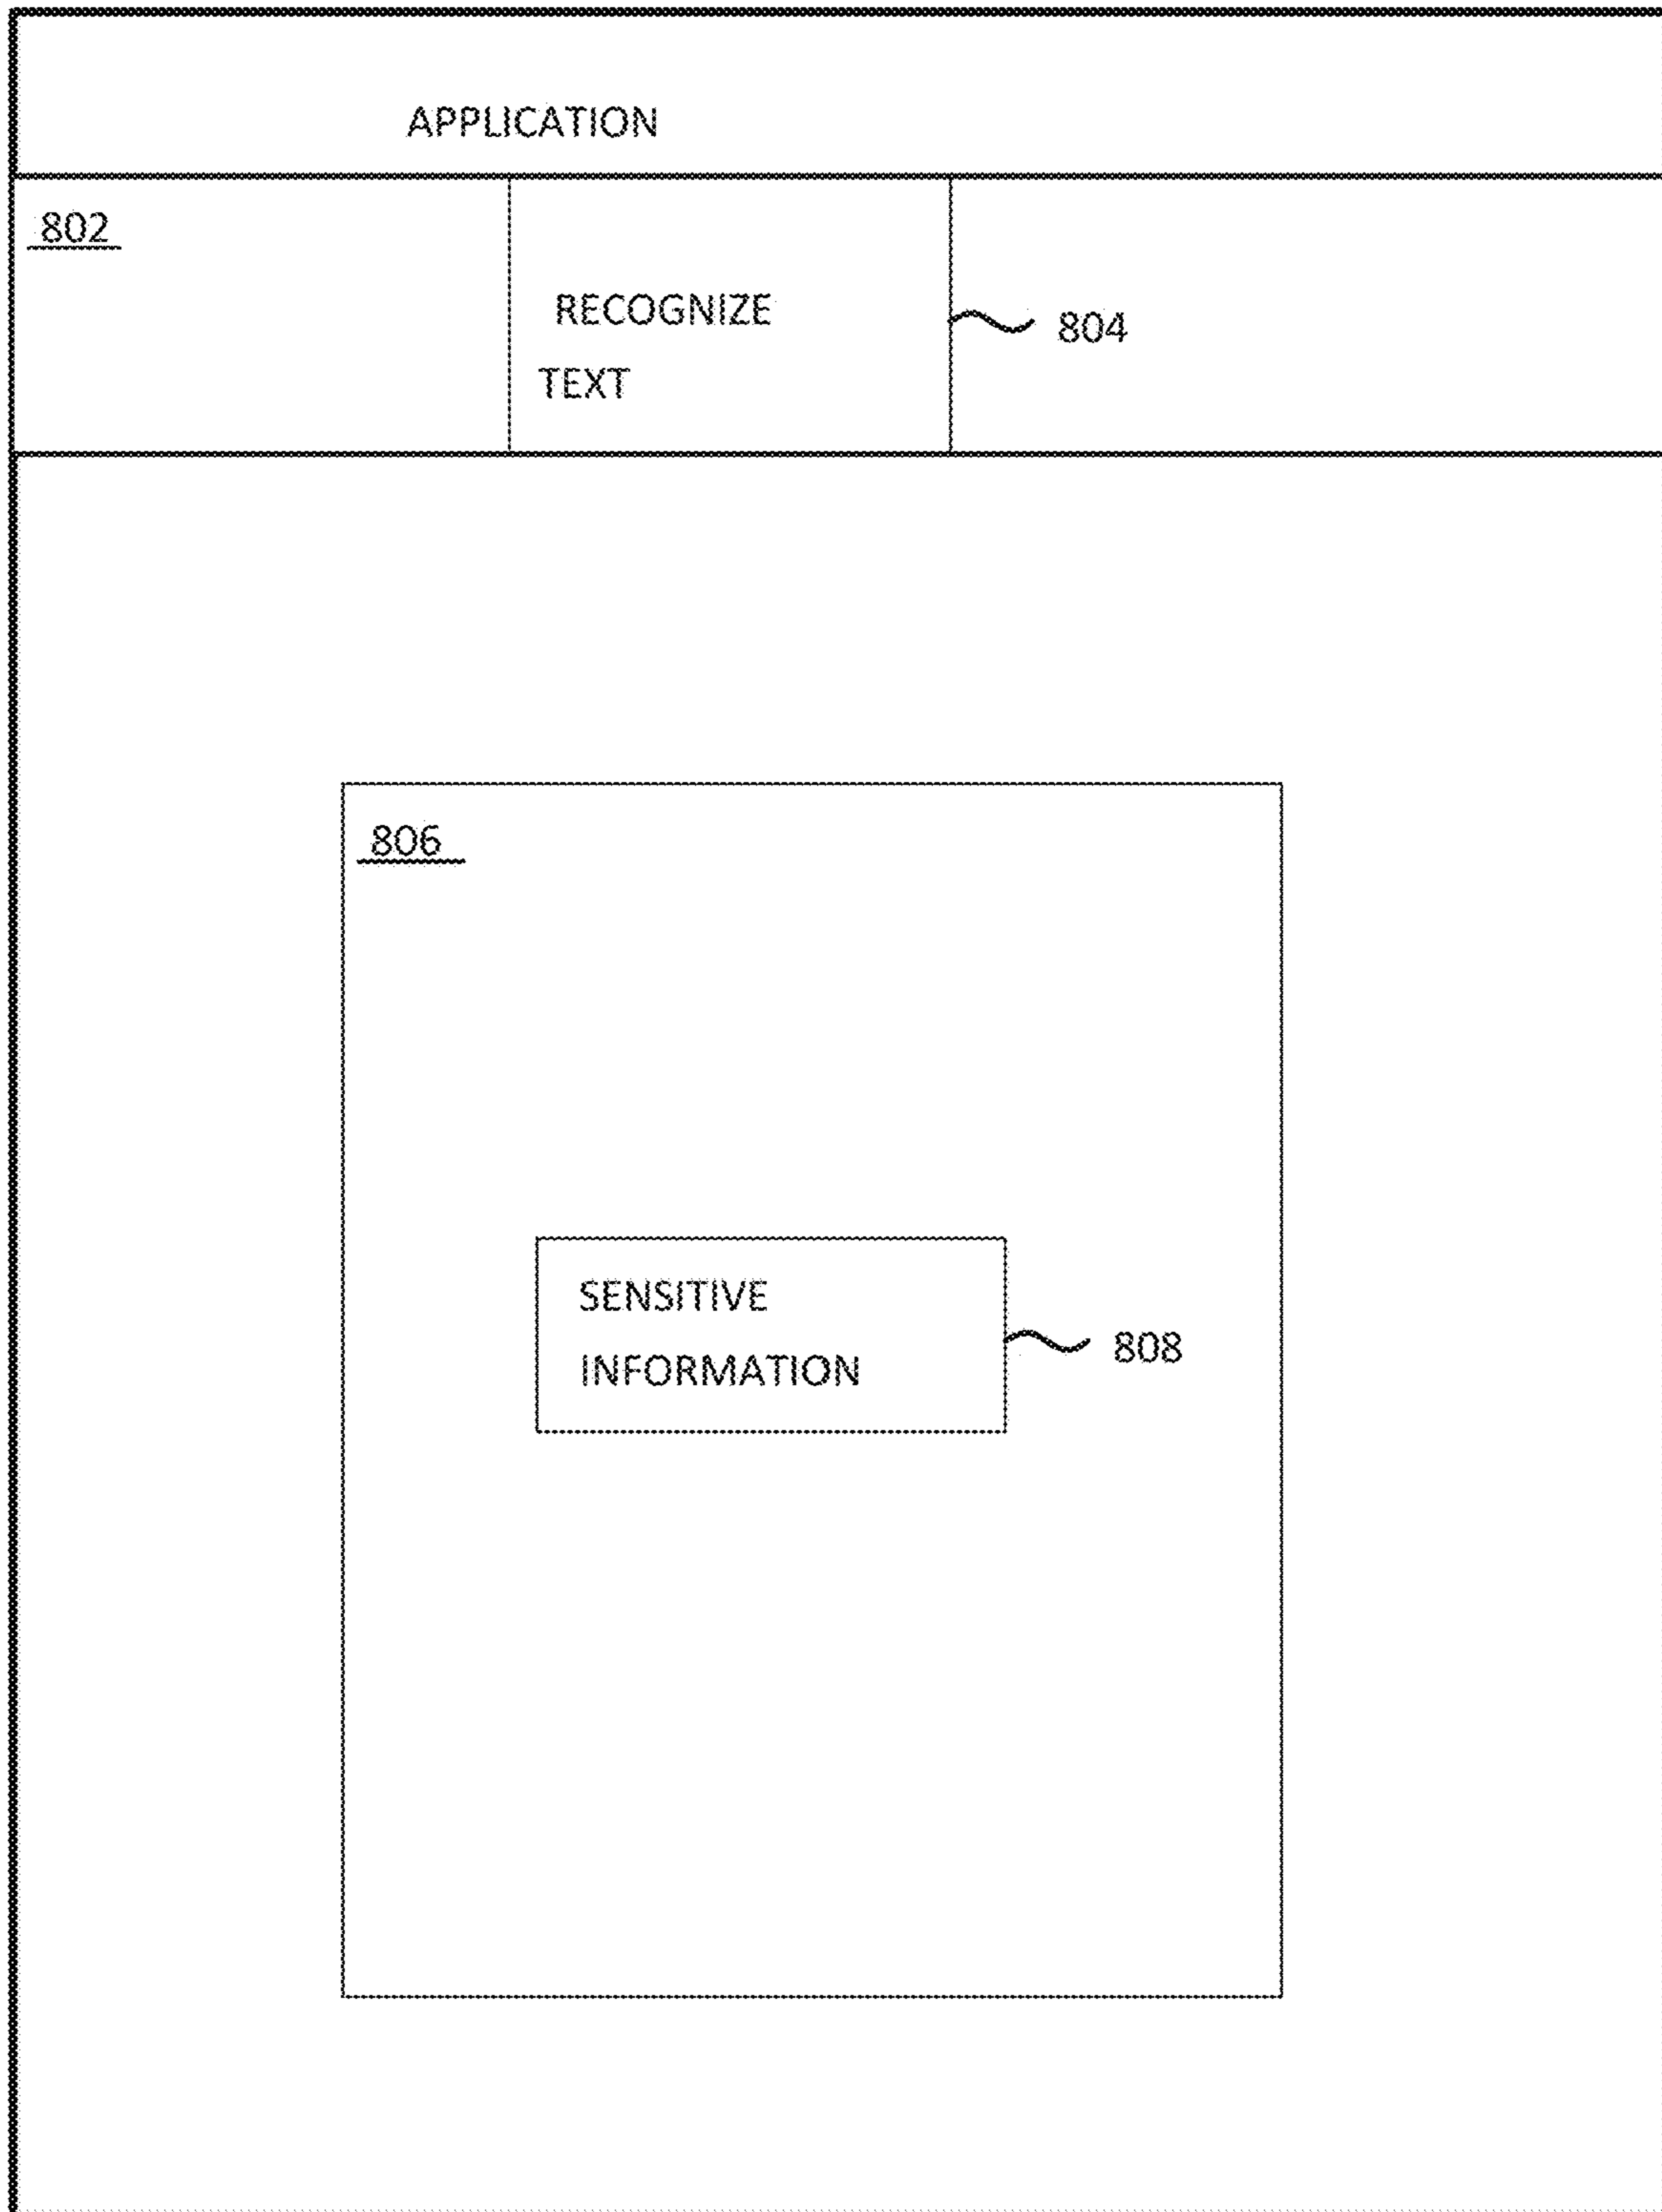 APPLICATION
802
RECOGNIZE
TEXT
804
806
SENSITIVE
INFORMATION
808